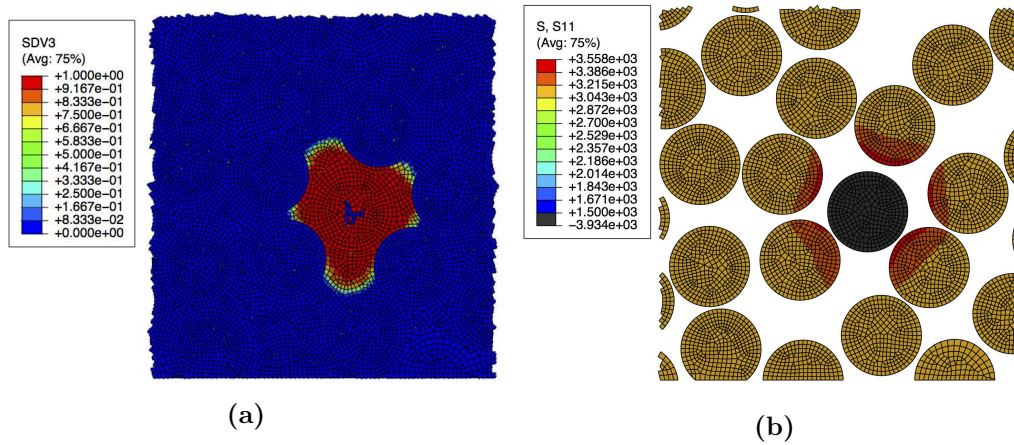 SDV3
(Avg: 75%)
+1.000e+00
+9.167e-01
+8.333e-01
+7.500e-01
+6.667e-01
+5.833e-01
+5.000e-01
+4.167e-01
+3.333e-01
+2.500e-01
+1.667e-01
+8.333e-02
+0.000e+00
(a)
S, S11
(Avg: 75%)
+3.558e+03
+3.386e+03
+3.215e+03
+3.043e+03
+2.872e+03
+2.700e+03
+2.529e+03
+2.357e+03
+2.186e+03
+2.014e+03
+1.843e+03
+1.671e+03
+1.500e+03
-3.934e+03
(b)